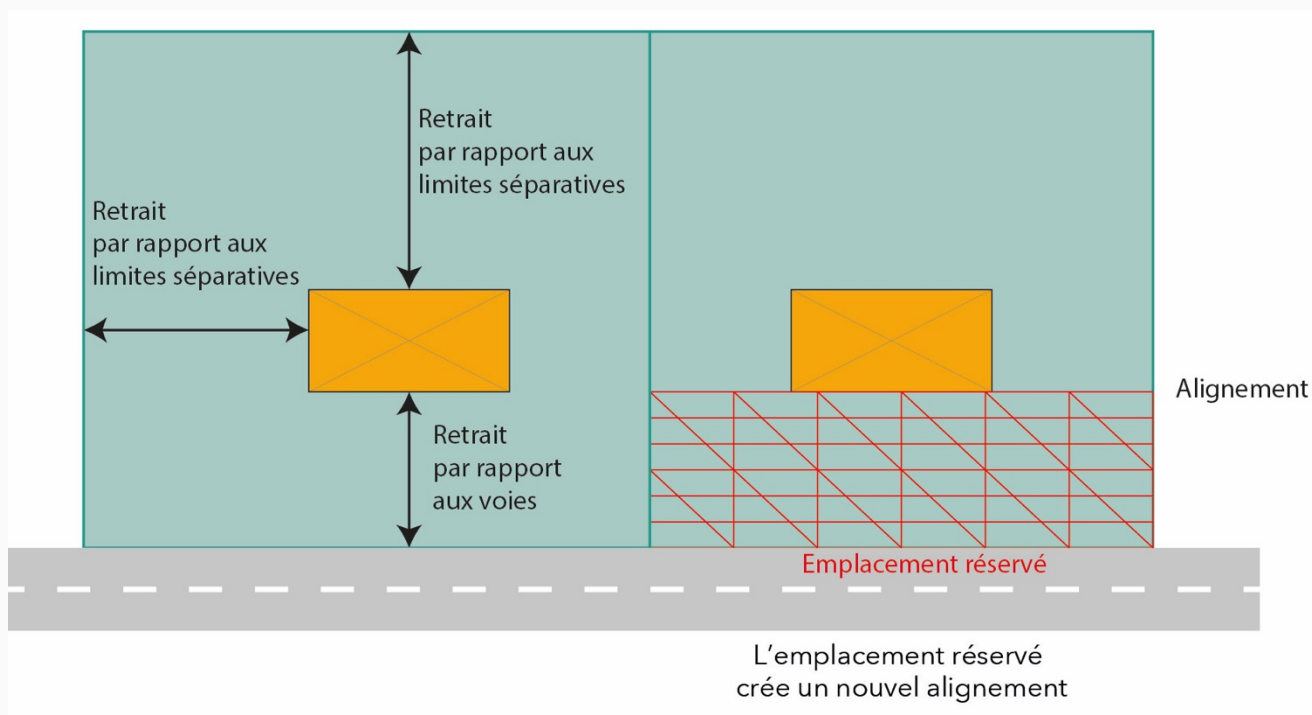 Retrait
par rapport aux
limites séparatives
Retrait
par rapport aux
limites séparatives
Retrait
par rapport
aux voies
Alignement
Emplacement réservé
L'emplacement réservé
crée un nouvel alignement